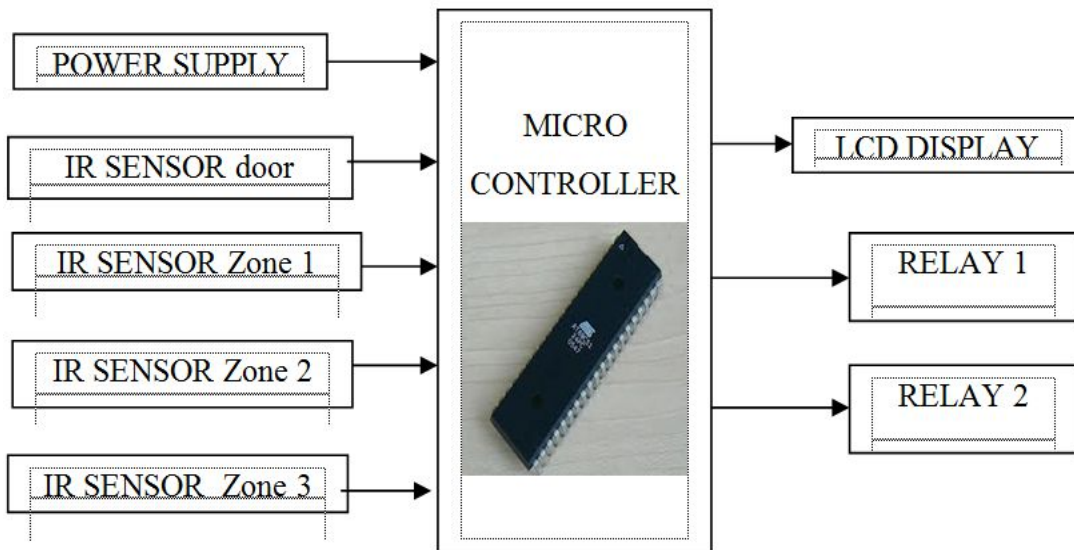 POWER SUPPLY
IR SENSOR door
IR SENSOR Zone 1
IR SENSOR Zone 2
IR SENSOR Zone 3
MICRO
CONTROLLER
LCD DISPLAY
RELAY 1
RELAY 2